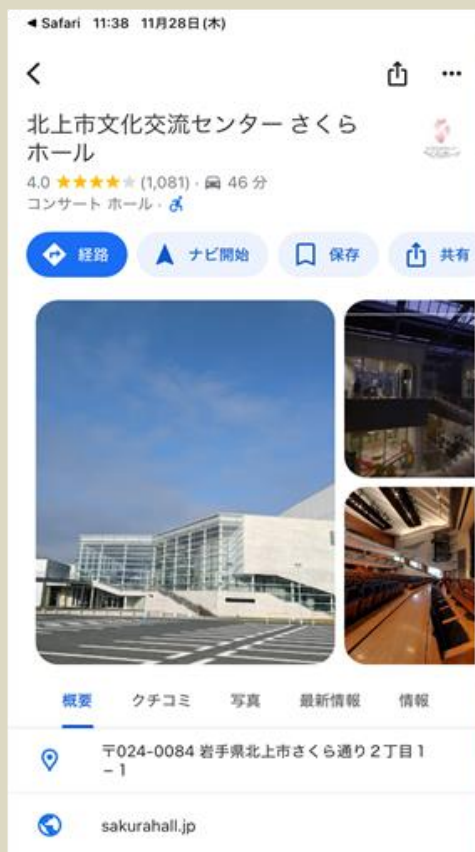 ◀ Safari 11:38 11月28日(木)
北上市文化交流センター さくら
ホール
4.0 ★★★★★ (1,081)· 46 分
コンサート ホール ·
経路
ナビ開始
保存
共有
概要 クチコミ 写真 最新情報 情報
〒024-0084 岩手県北上市さくら通り2丁目1
−1
sakurahall.jp